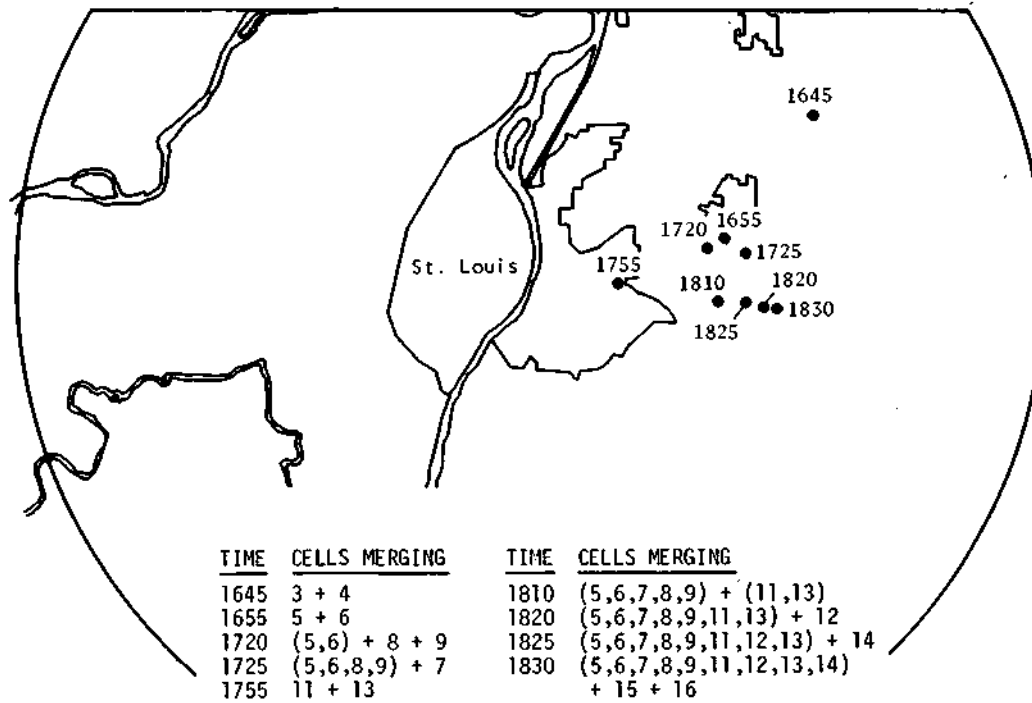 1645
1720 1655
1725
St. Louis
1755
1810
1820
1825
1830
TIME CELLS MERGING
1645 3 + 4
1655 5 + 6
1720 (5,6) + 8 + 9
1725 (5,6,8,9) + 7
1755 11 + 13
TIME CELLS MERGING
1810 (5,6,7,8,9) + (11,13)
1820 (5,6,7,8,9,11,13) + 12
1825 (5,6,7,8,9,11,12,13) + 14
1830 (5,6,7,8,9,11,12,13,14)
+ 15 + 16